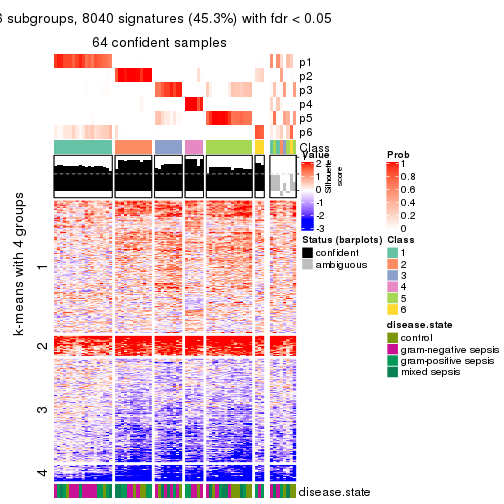 6 subgroups, 8040 signatures (45.3%) with fdr < 0.05
64 confident samples
p1
p2
p3
p4
p5
p6
Class
Silhouette
score
k-means with 4 groups
1
2
3
4
disease.state
Value
2
1
0
-1
-2
-3
Status (barplots)
confident
ambiguous
Prob
1
0.8
0.6
0.4
0.2
0
Class
1
2
3
4
5
6
disease.state
control
gram-negative sepsis
gram-positive sepsis
mixed sepsis